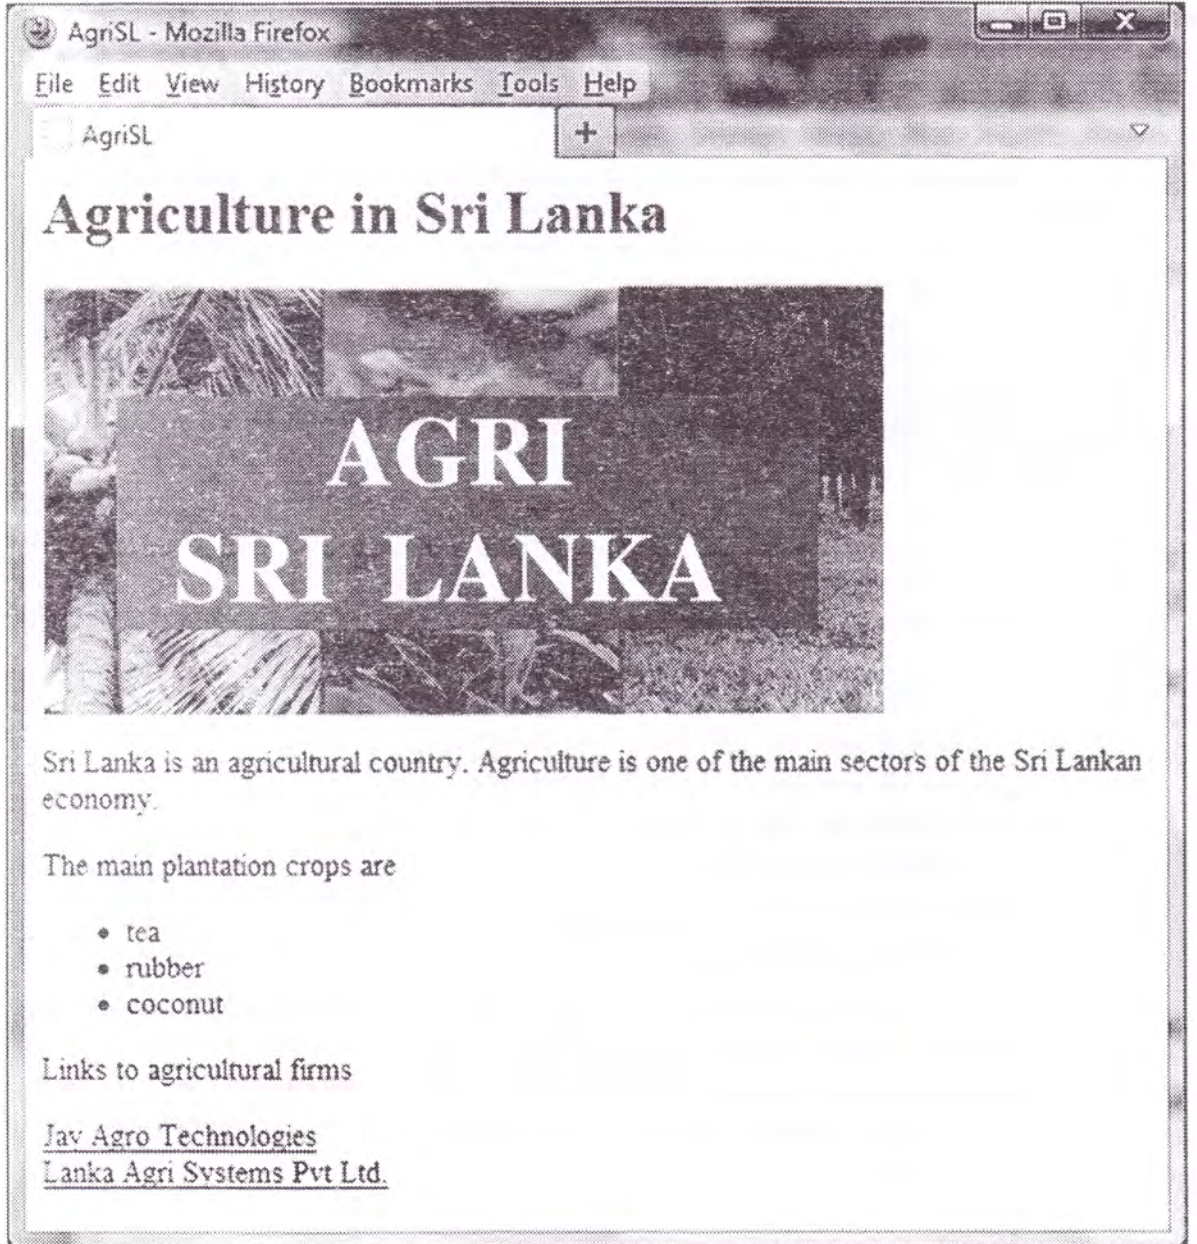 AgriSL - Mozilla Firefox
File Edit View History Bookmarks Tools Help
AgriSL +
Agriculture in Sri Lanka
AGRI
SRI LANKA
Sri Lanka is an agricultural country. Agriculture is one of the main sectors of the Sri Lankan
economy.
The main plantation crops are
• tea
• rubber
• coconut
Links to agricultural firms
Jay Agro Technologies
Lanka Agri Systems Pvt Ltd.